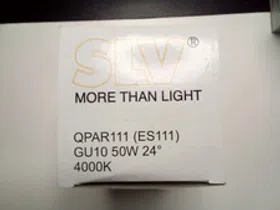 SLV®
MORE THAN LIGHT
QPAR111 (ES111)
GU10 50W 24°
4000K